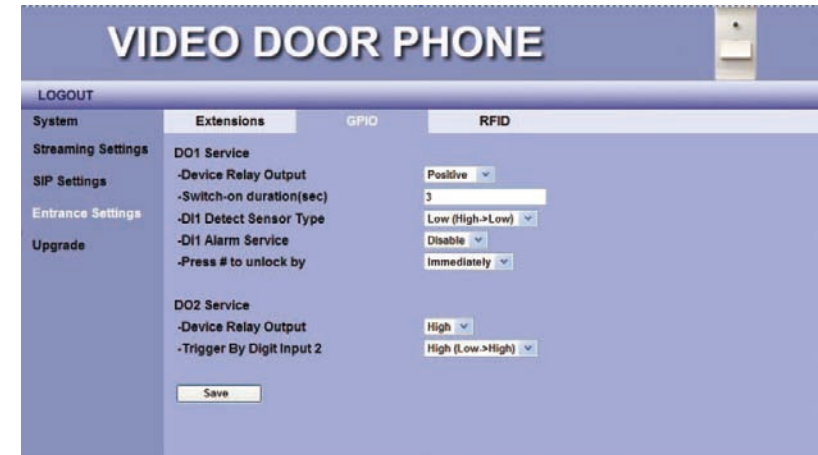 VIDEO DOOR PHONE
LOGOUT
System
Extensions GPIO RFID
Streaming Settings
SIP Settings
Entrance Settings
Upgrade
DO1 Service
-Device Relay Output Positive
-Switch-on duration(sec) 3
-DI1 Detect Sensor Type Low (High->Low)
-DI1 Alarm Service Disable
-Press # to unlock by Immediately
DO2 Service
-Device Relay Output High
-Trigger By Digit Input 2 High (Low->High)
Save